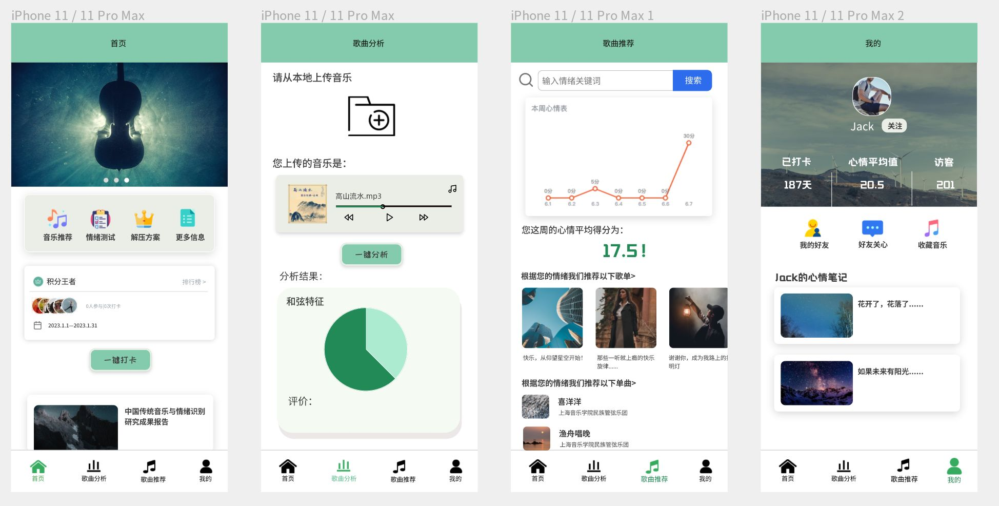 iPhone 11 / 11 Pro Max
首页
音乐推荐
情绪测试
解压方案
更多信息
积分王者
排行榜 >
0人参与|0次打卡
2023.1.1—2023.1.31
一键打卡
中国传统音乐与情绪识别
研究成果报告
首页
歌曲分析
歌曲推荐
我的
iPhone 11 / 11 Pro Max
歌曲分析
请从本地上传音乐
您上传的音乐是：
高山流水
高山流水.mp3
一键分析
分析结果：
和弦特征
评价：
首页
歌曲分析
歌曲推荐
我的
iPhone 11 / 11 Pro Max 1
歌曲推荐
输入情绪关键词
搜索
本周心情表
30分
5分
0分
0分
0分
0分
0分
6.1
6.2
6.3
6.4
6.5
6.6
6.7
您这周的心情平均得分为：
17.5！
根据您的情绪我们推荐以下歌单>
快乐，从仰望星空开始！
那些一听就上瘾的快乐
旋律......
谢谢你，成为我路上的
明灯
根据您的情绪我们推荐以下单曲>
喜洋洋
上海音乐学院民族管弦乐团
渔舟唱晚
上海音乐学院民族管弦乐团
首页
歌曲分析
歌曲推荐
我的
iPhone 11 / 11 Pro Max 2
我的
Jack
关注
已打卡
心情平均值
访客
187天
20.5
201
我的好友
好友关心
收藏音乐
Jack的心情笔记
花开了，花落了......
如果未来有阳光......
首页
歌曲分析
歌曲推荐
我的